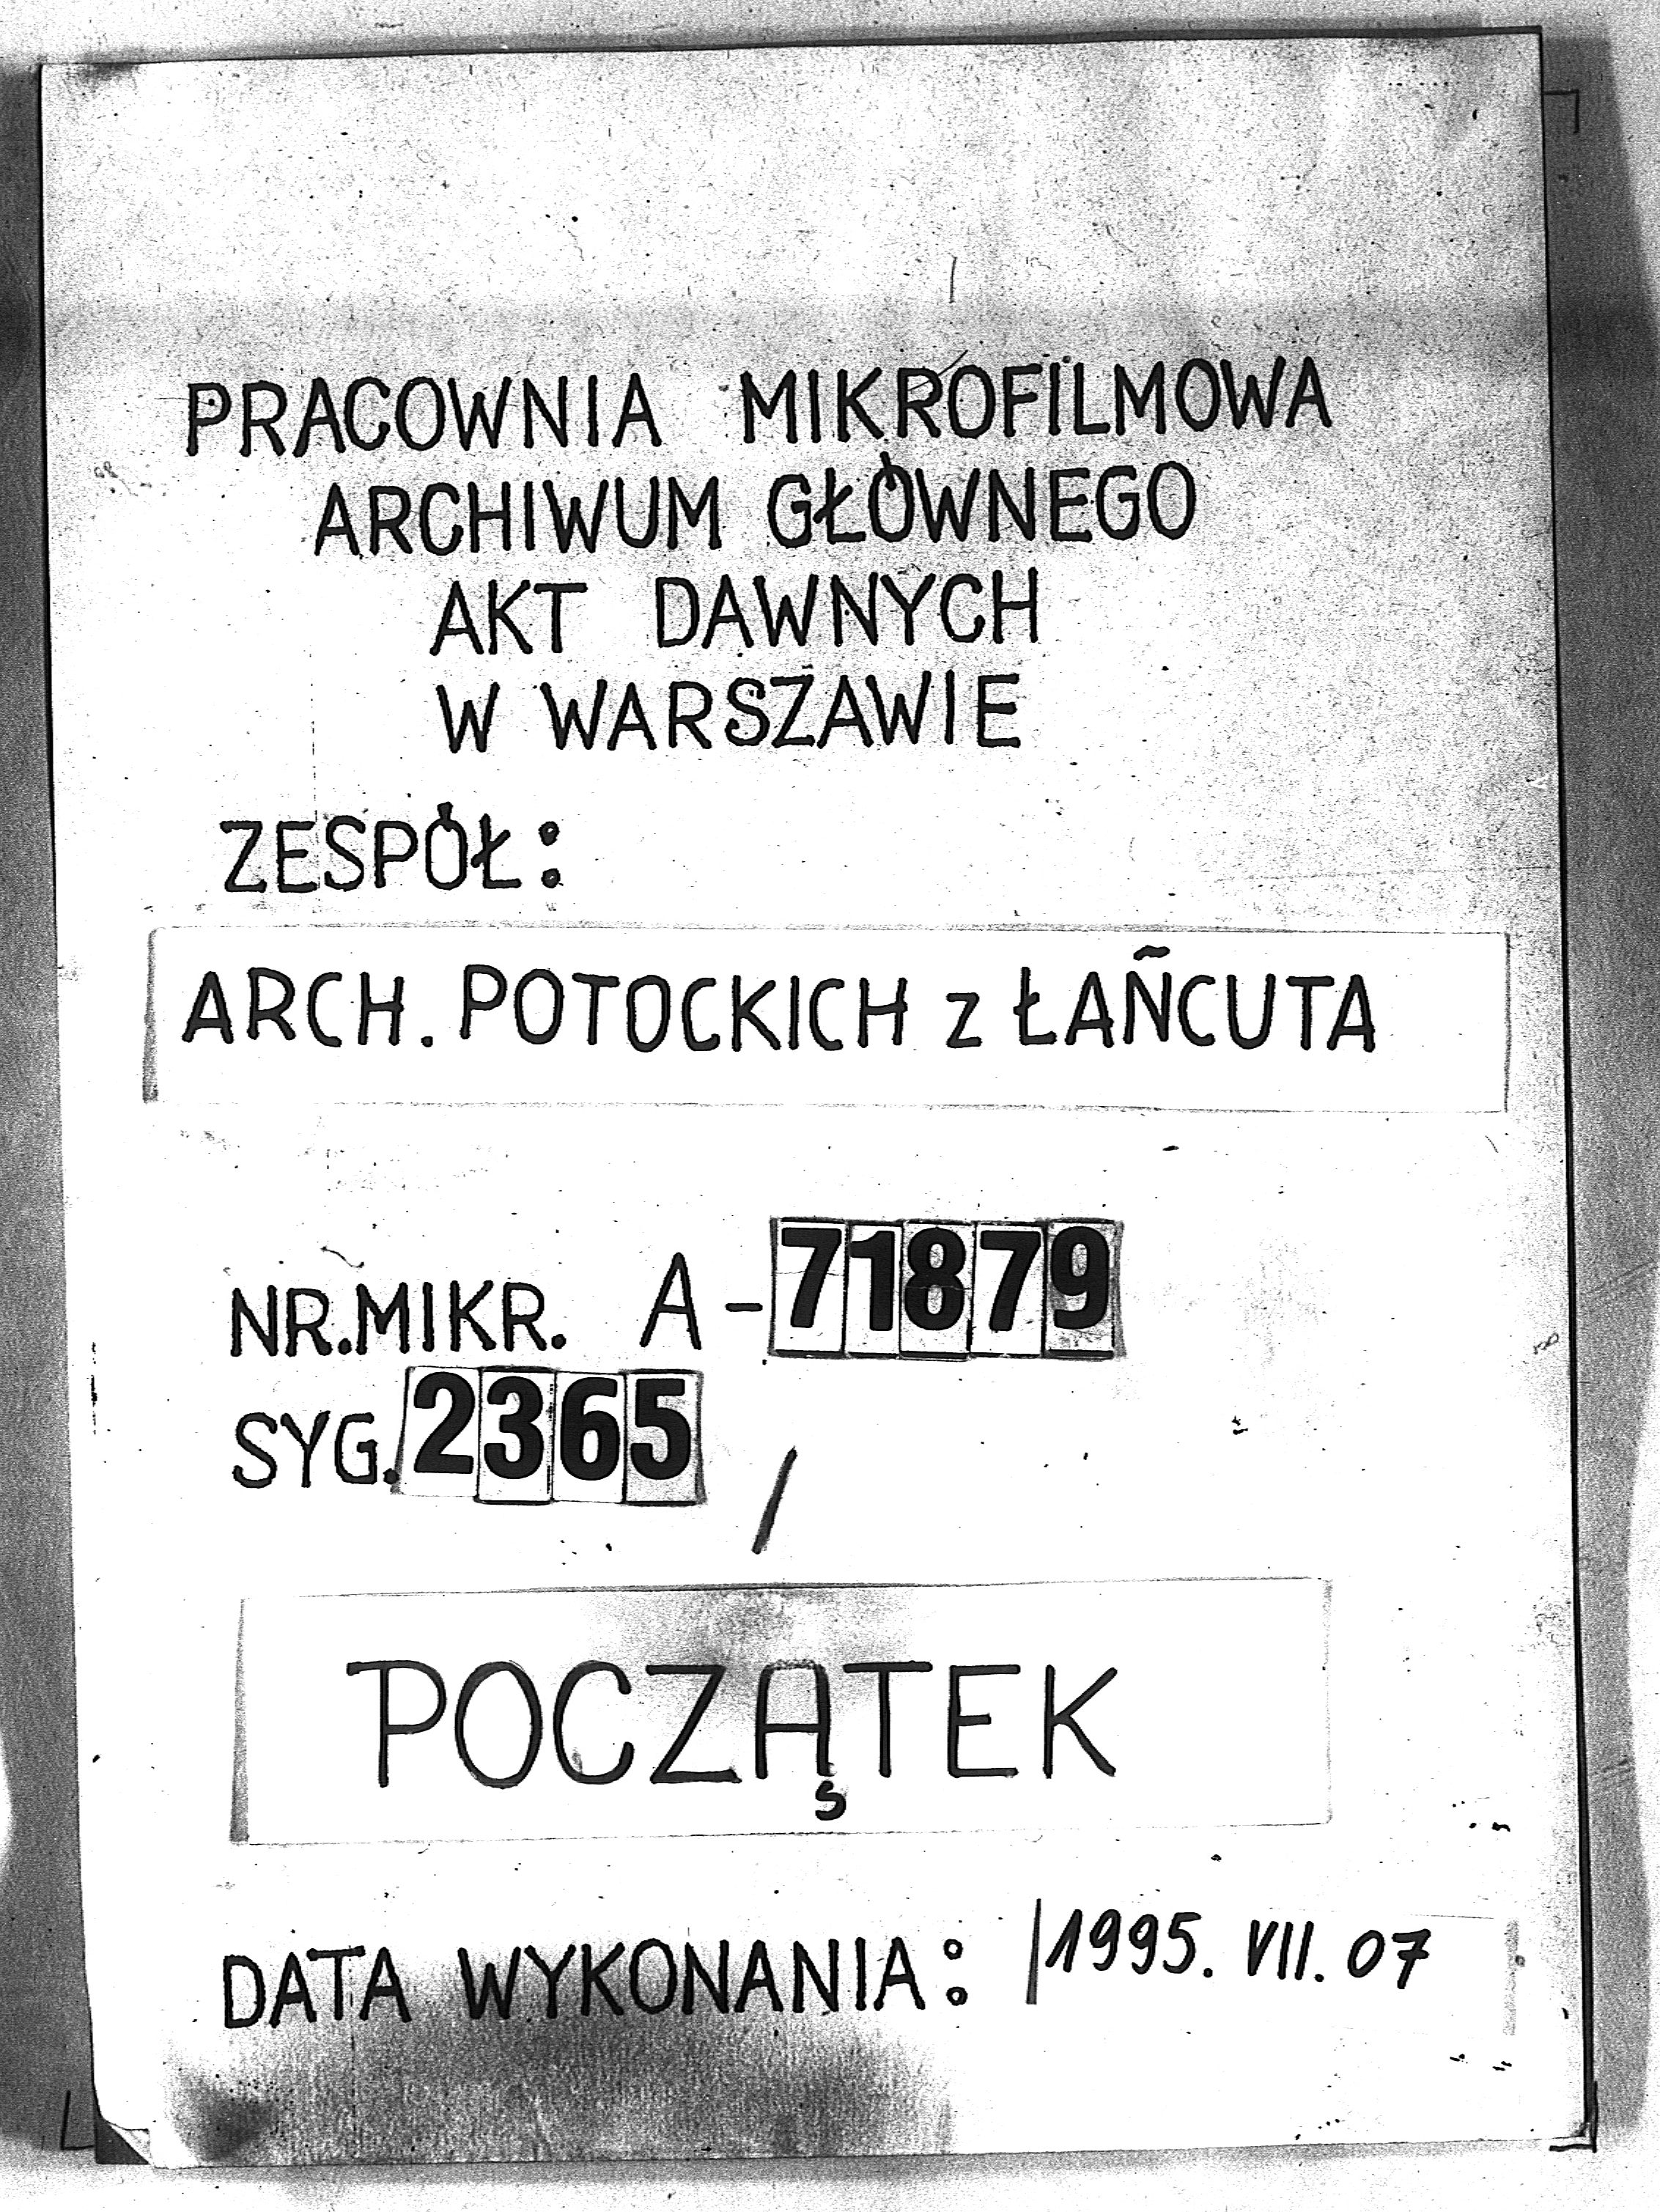 PRACOWNIA MIKROFILMOWA
ARCHIWUM GŁÓWNEGO
AKT DAWNYCH
W WARSZAWIE
ZESPÓŁ:
ARCH. POTOCKICH z ŁAŃCUTA
NR.MIKR. A-71879
SYG. 2365 /
POCZĄTEK
DATA WYKONANIA: 1995. VII. 07